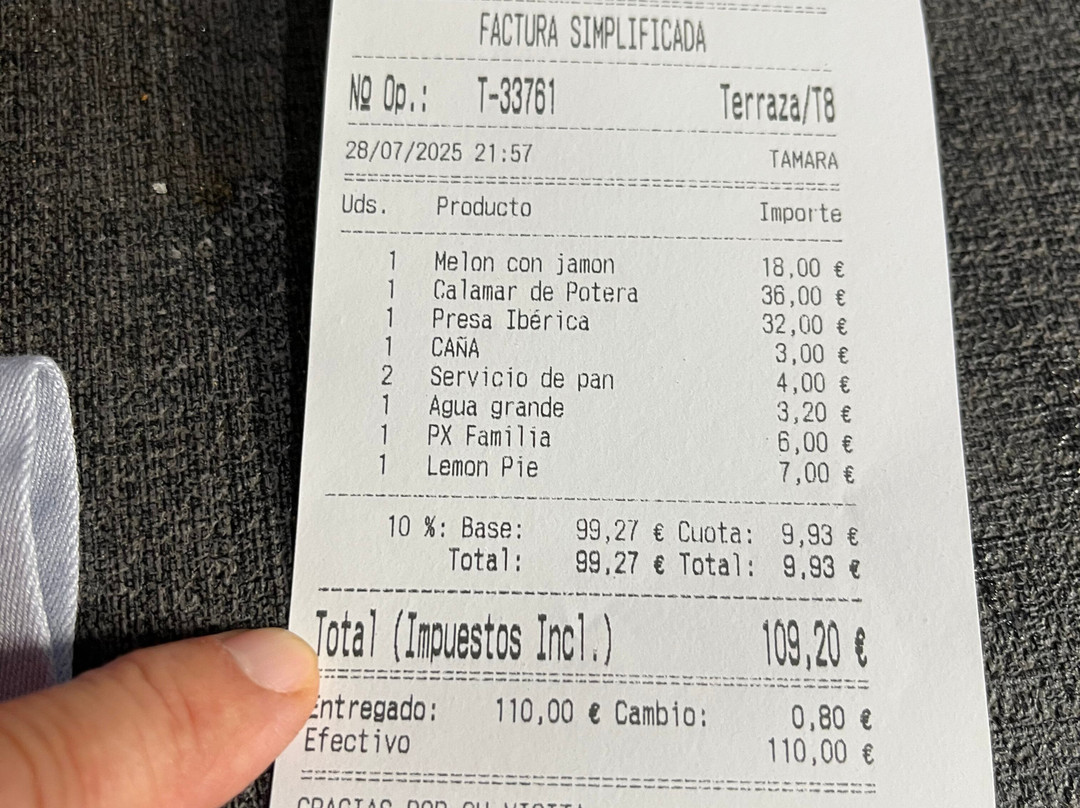 FACTURA SIMPLIFICADA
Nº Op.: T-33761 Terraza/T8
28/07/2025 21:57 TAMARA
Uds. Producto Importe
1 Melon con jamon 18,00 €
1 Calamar de Potera 36,00 €
1 Presa Ibérica 32,00 €
1 CAÑA 3,00 €
2 Servicio de pan 4,00 €
1 Agua grande 3,20 €
1 PX Familia 6,00 €
1 Lemon Pie 7,00 €
10 %: Base: 99,27 € Cuota: 9,93 €
Total: 99,27 € Total: 9,93 €
Total (Impuestos Incl.) 109,20 €
Entregado: 110,00 € Cambio: 0,80 €
Efectivo 110,00 €
GRACIAS POR SU VISITA